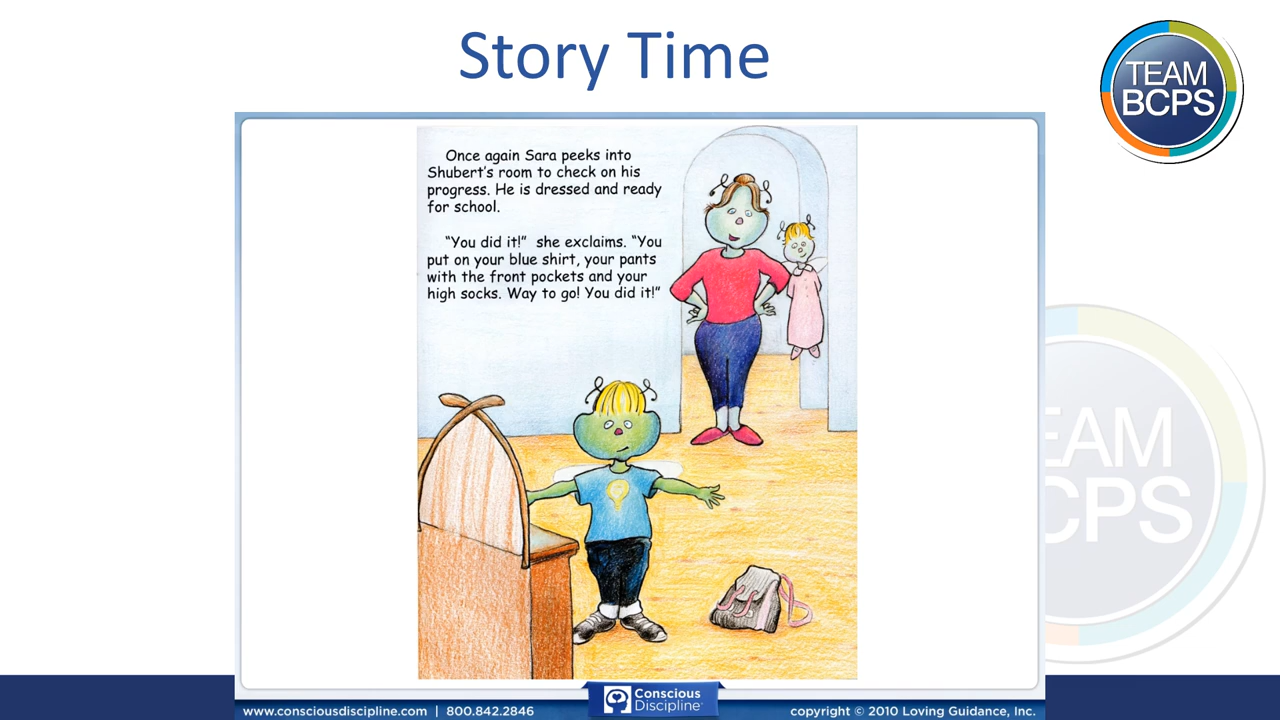 Story Time
TEAM
BCPS
Once again Sara peeks into
Shubert's room to check on his
progress. He is dressed and ready
for school.
"You did it!"  she exclaims. "You
put on your blue shirt, your pants
with the front pockets and your
high socks. Way to go! You did it!"
EAM
CPS
www.consciousdiscipline.com | 800.842.2846
Conscious
Discipline
copyright © 2010 Loving Guidance, Inc.